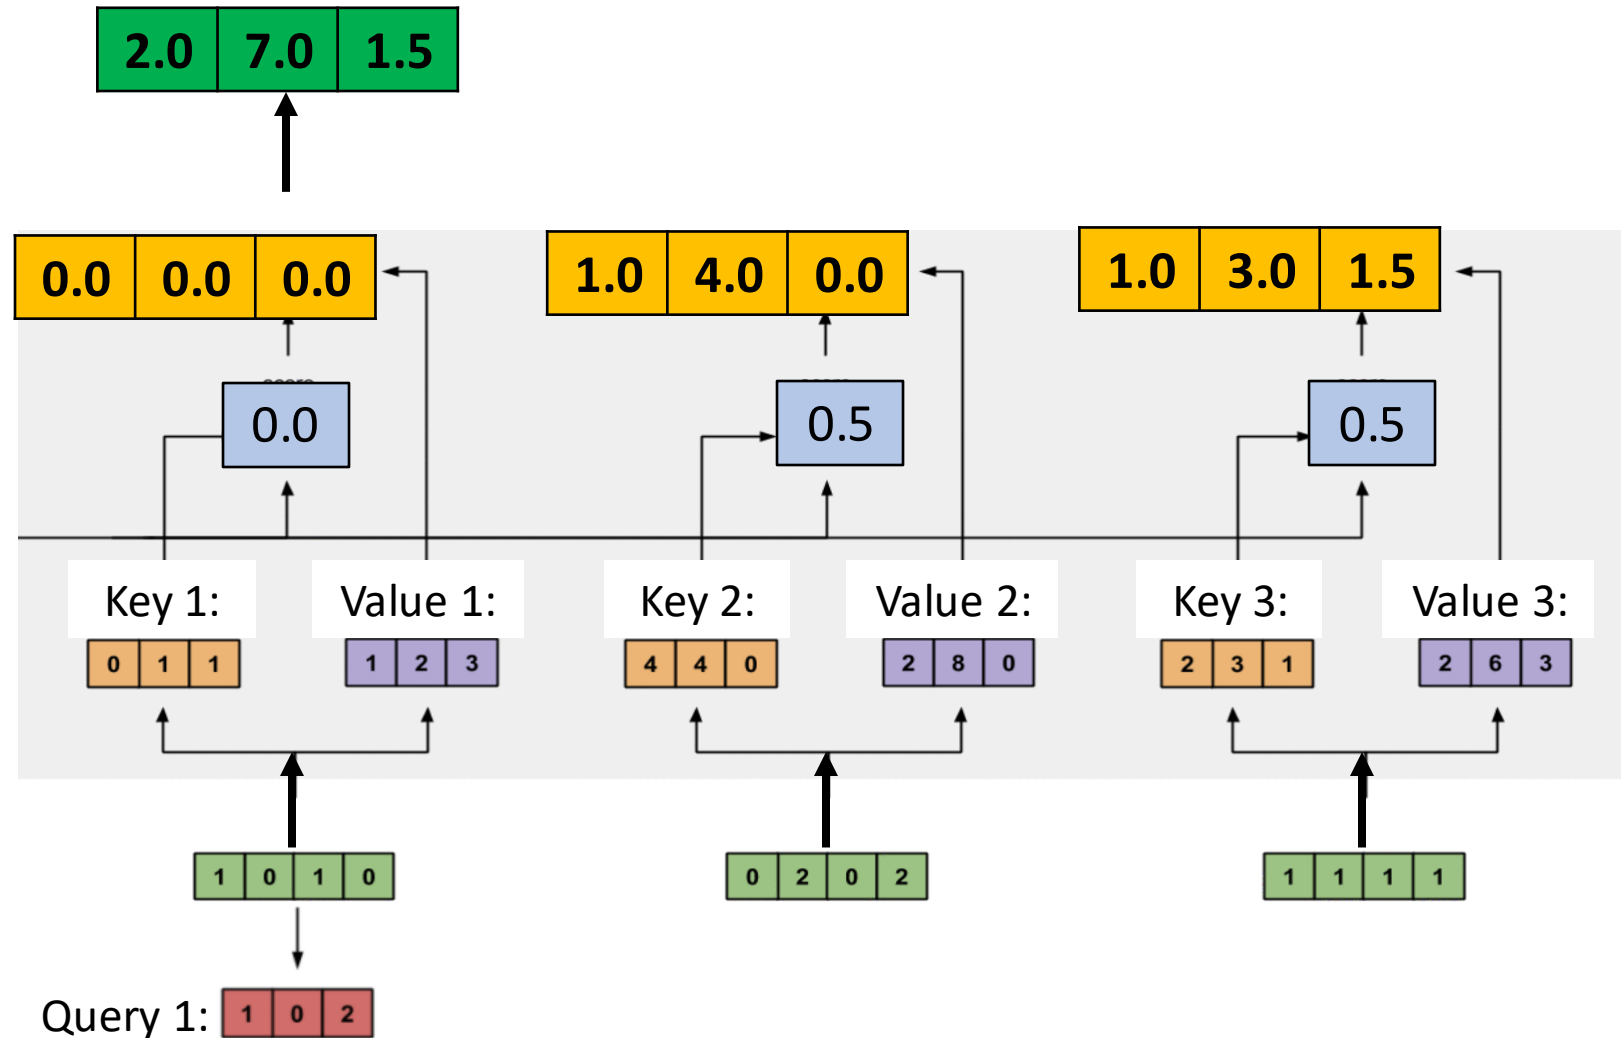 2.0 7.0 1.5
0.0 0.0 0.0 1.0 4.0 0.0 1.0 3.0 1.5
0.0 0.5 0.5
Key 1: Value 1: Key 2: Value 2: Key 3: Value 3:
0 1 1 1 2 3 4 4 0 2 8 0 2 3 1 2 6 3
1 0 1 0 0 2 0 2 1 1 1 1
Query 1: 1 0 2